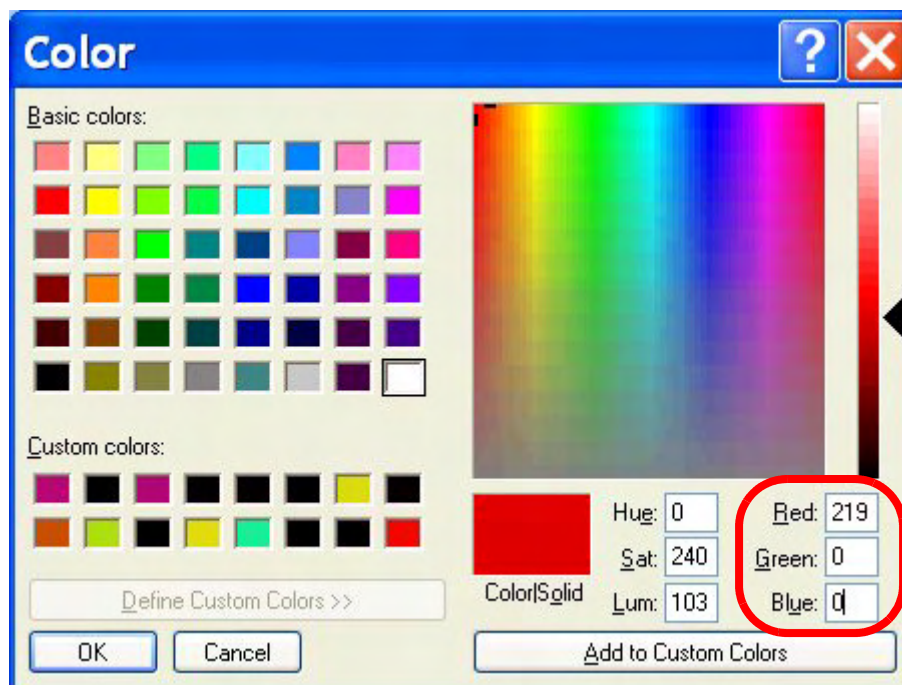 Color
?
Basic colors:
Custom colors:
Define Custom Colors >>
OK
Cancel
Color|Solid
Hue: 0
Sat: 240
Lum: 103
Red: 219
Green: 0
Blue: 0
Add to Custom Colors